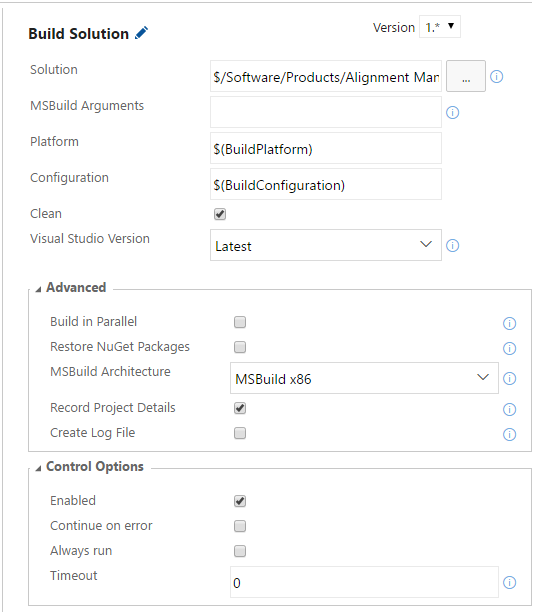 Build Solution
Version 1.*
Solution $/Software/Products/Alignment Man ...
MSBuild Arguments
Platform $(BuildPlatform)
Configuration $(BuildConfiguration)
Clean
Visual Studio Version Latest
Advanced
Build in Parallel
Restore NuGet Packages
MSBuild Architecture MSBuild x86
Record Project Details
Create Log File
Control Options
Enabled
Continue on error
Always run
Timeout 0